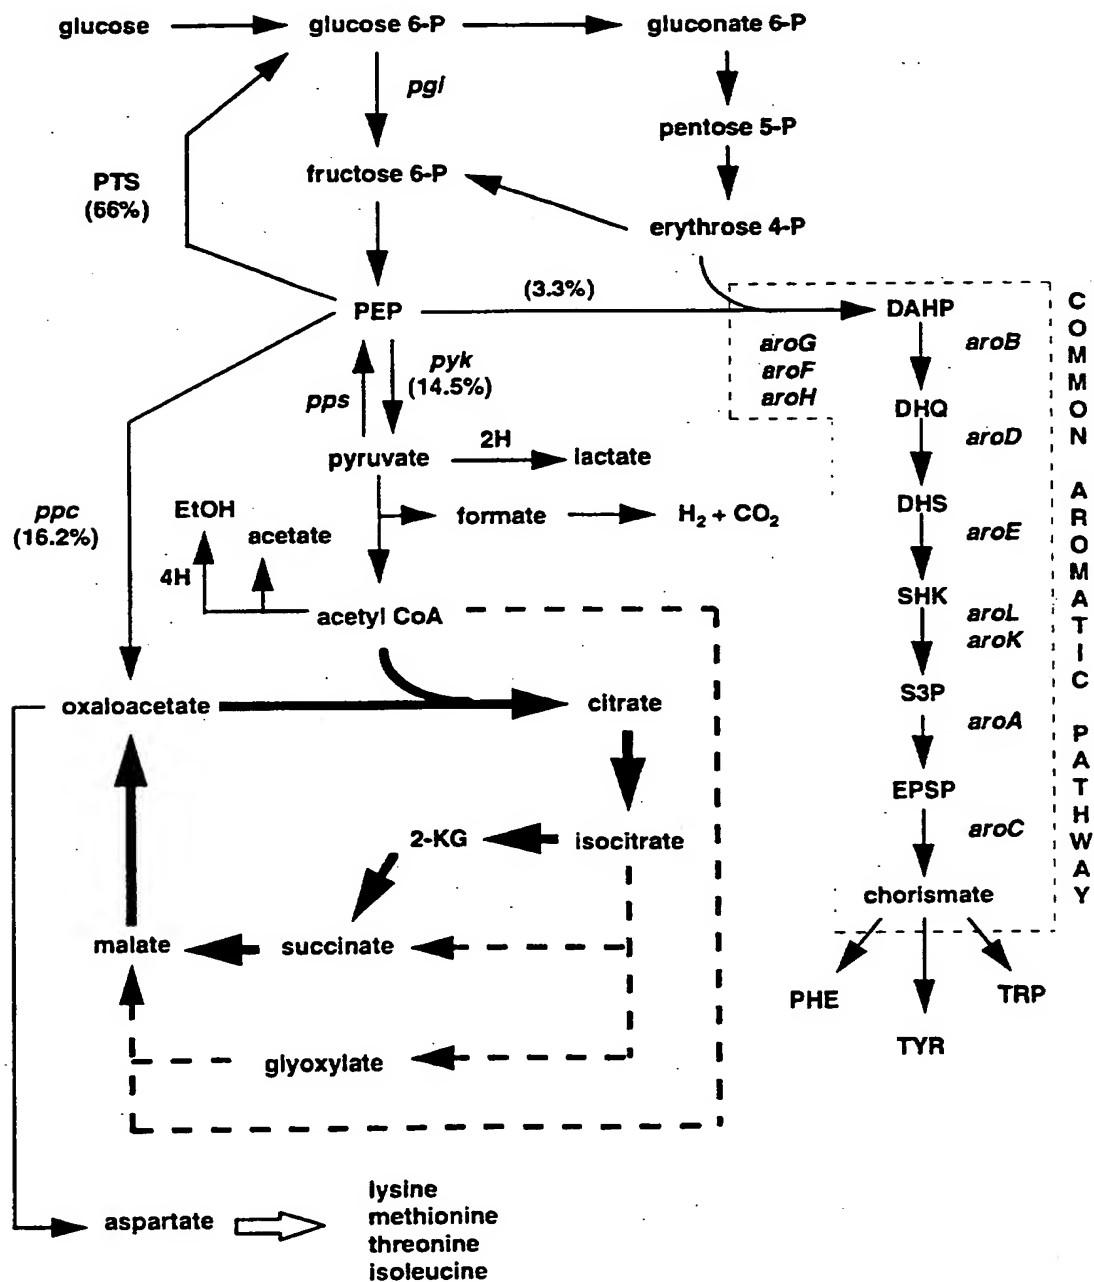 glucose
glucose 6-P
gluconate 6-P
pgi
pentose 5-P
PTS
(66%)
fructose 6-P
erythrose 4-P
(3.3%)
PEP
DAHP
aroG
aroF
aroH
aroB
pyk
(14.5%)
pps
DHQ
aroD
pyruvate
2H
lactate
ppc
(16.2%)
EtOH
acetate
4H
formate
H₂ + CO₂
DHS
aroE
acetyl CoA
SHK
aroL
aroK
oxaloacetate
citrate
S3P
aroA
EPSP
2-KG
isocitrate
aroC
chorismate
malate
succinate
PHE
TRP
TYR
glyoxylate
COMMON AROMATIC PATHWAY
aspartate
lysine
methionine
threonine
isoleucine